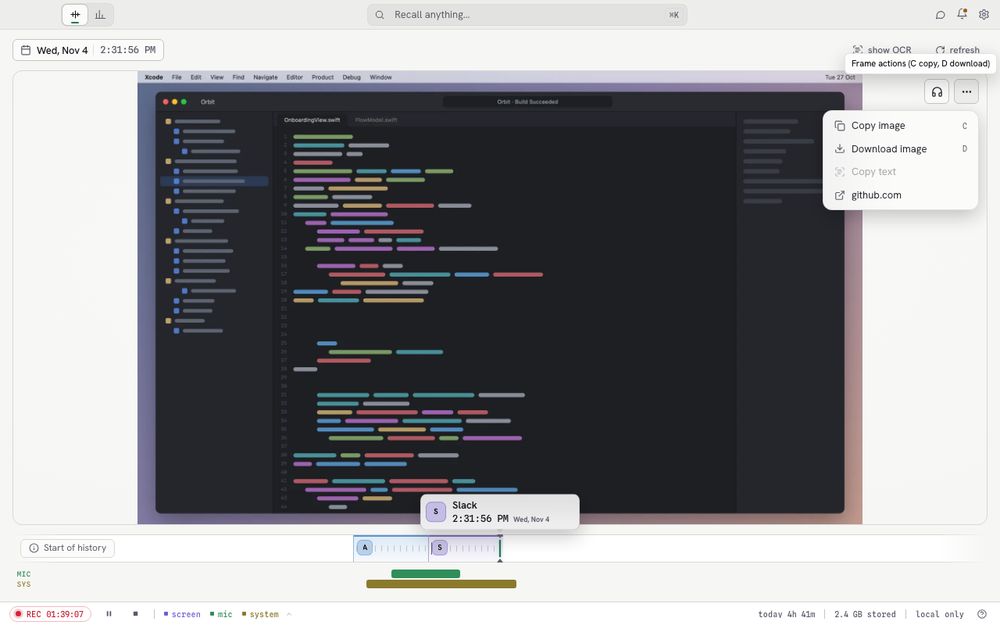 Recall anything...
⌘K
Wed, Nov 4
2:31:56 PM
show OCR
refresh
Frame actions (C copy, D download)
Xcode File Edit View Find Navigate Editor Product Debug Window
Tue 27 Oct
Orbit
Orbit - Build Succeeded
OnboardingView.swift
FlowModel.swift
Copy image C
Download image D
Copy text
github.com
S
Slack
2:31:56 PM Wed, Nov 4
Start of history
A
S
MIC
SYS
REC 01:39:07
screen
mic
system
today 4h 41m
2.4 GB stored
local only